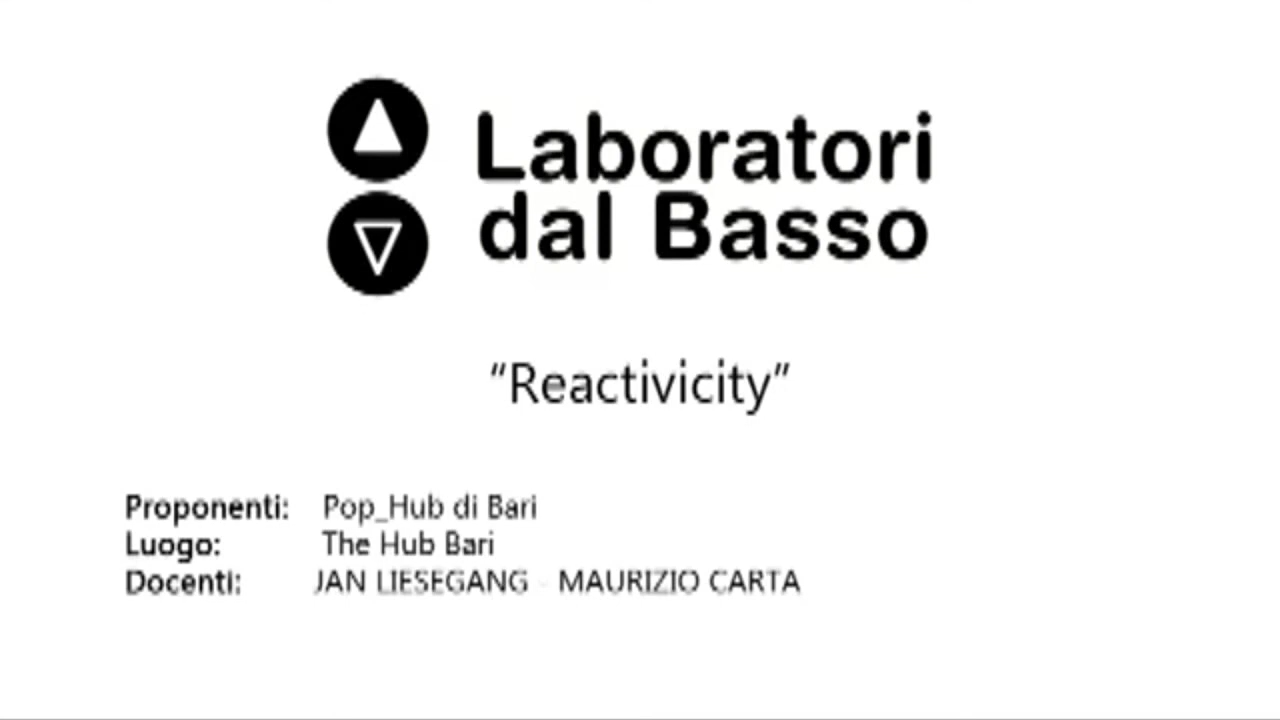 Laboratori
dal Basso
“Reactivicity”
Proponenti: Pop_Hub di Bari
Luogo: The Hub Bari
Docenti: JAN LIESEGANG - MAURIZIO CARTA